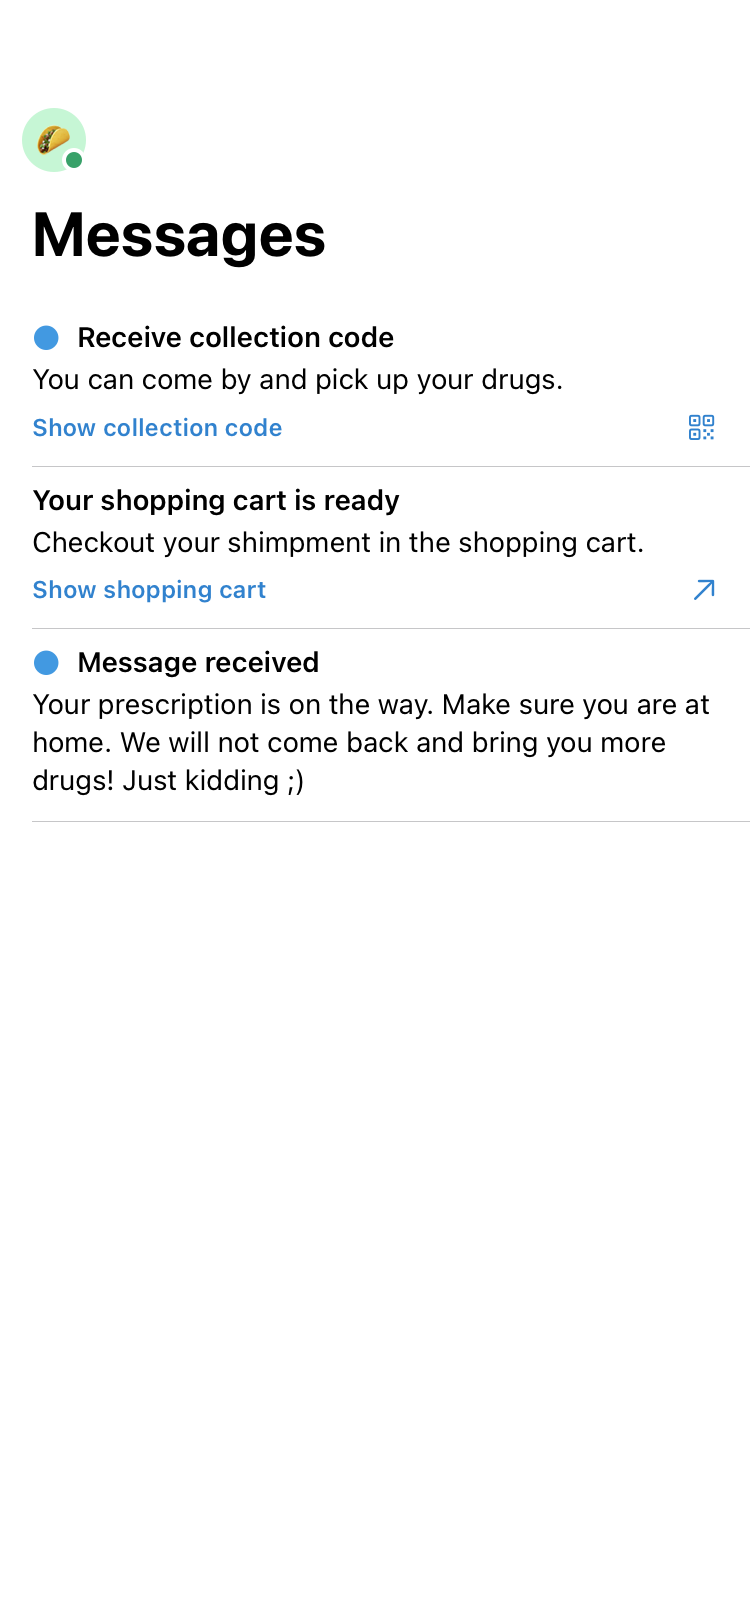 Messages
Receive collection code
You can come by and pick up your drugs.
Show collection code
Your shopping cart is ready
Checkout your shimpment in the shopping cart.
Show shopping cart
Message received
Your prescription is on the way. Make sure you are at
home. We will not come back and bring you more
drugs! Just kidding ;)